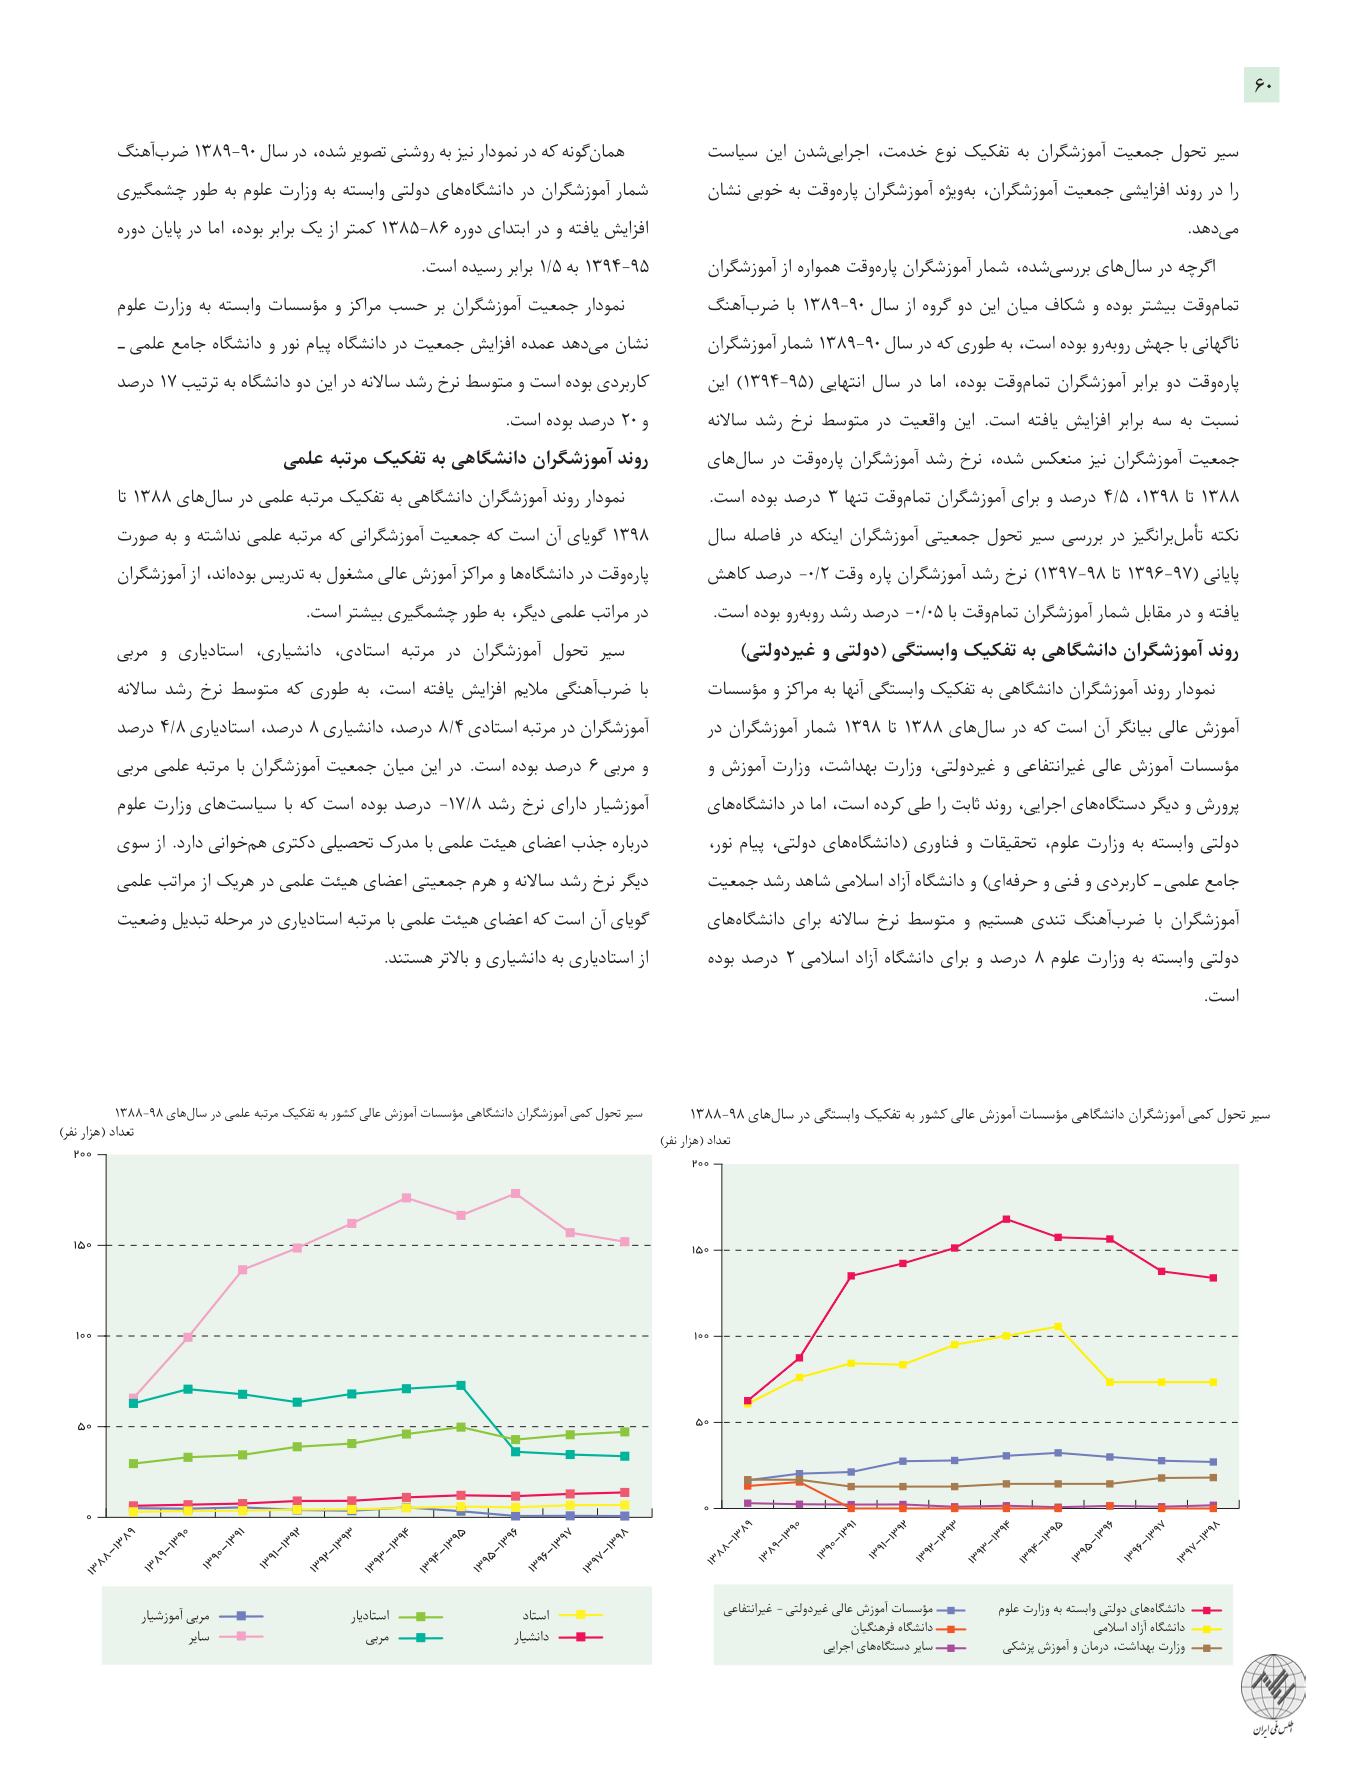 ۶۰
سیر تحول جمعیت آموزشگران به تفکیک نوع خدمت، اجرایی‌شدن این سیاست
را در روند افزایشی جمعیت آموزشگران، به‌ویژه آموزشگران پاره‌وقت به خوبی نشان
می‌دهد.
اگرچه در سال‌های بررسی‌شده، شمار آموزشگران پاره‌وقت همواره از آموزشگران
تمام‌وقت بیشتر بوده و شکاف میان این دو گروه از سال ۹۰-۱۳۸۹ با ضرب‌آهنگ
ناگهانی با جهش روبه‌رو بوده است، به طوری که در سال ۹۰-۱۳۸۹ شمار آموزشگران
پاره‌وقت دو برابر آموزشگران تمام‌وقت بوده، اما در سال انتهایی (۹۵-۱۳۹۴) این
نسبت به سه برابر افزایش یافته است. این واقعیت در متوسط نرخ رشد سالانه
جمعیت آموزشگران نیز منعکس شده، نرخ رشد آموزشگران پاره‌وقت در سال‌های
۱۳۸۸ تا ۱۳۹۸، ۴/۵ درصد و برای آموزشگران تمام‌وقت تنها ۳ درصد بوده است.
نکته تأمل‌برانگیز در بررسی سیر تحول جمعیتی آموزشگران اینکه در فاصله سال
پایانی (۹۷-۱۳۹۶ تا ۹۸-۱۳۹۷) نرخ رشد آموزشگران پاره وقت ۰/۲- درصد کاهش
یافته و در مقابل شمار آموزشگران تمام‌وقت با ۰/۰۵- درصد رشد روبه‌رو بوده است.
روند آموزشگران دانشگاهی به تفکیک وابستگی (دولتی و غیردولتی)
نمودار روند آموزشگران دانشگاهی به تفکیک وابستگی آنها به مراکز و مؤسسات
آموزش عالی بیانگر آن است که در سال‌های ۱۳۸۸ تا ۱۳۹۸ شمار آموزشگران در
مؤسسات آموزش عالی غیرانتفاعی و غیردولتی، وزارت بهداشت، وزارت آموزش و
پرورش و دیگر دستگاه‌های اجرایی، روند ثابت را طی کرده است، اما در دانشگاه‌های
دولتی وابسته به وزارت علوم، تحقیقات و فناوری (دانشگاه‌های دولتی، پیام نور،
جامع علمی ـ کاربردی و فنی و حرفه‌ای) و دانشگاه آزاد اسلامی شاهد رشد جمعیت
آموزشگران با ضرب‌آهنگ تندی هستیم و متوسط نرخ سالانه برای دانشگاه‌های
دولتی وابسته به وزارت علوم ۸ درصد و برای دانشگاه آزاد اسلامی ۲ درصد بوده
است.
همان‌گونه که در نمودار نیز به روشنی تصویر شده، در سال ۹۰-۱۳۸۹ ضرب‌آهنگ
شمار آموزشگران در دانشگاه‌های دولتی وابسته به وزارت علوم به طور چشمگیری
افزایش یافته و در ابتدای دوره ۸۶-۱۳۸۵ کمتر از یک برابر بوده، اما در پایان دوره
۹۵-۱۳۹۴ به ۱/۵ برابر رسیده است.
نمودار جمعیت آموزشگران بر حسب مراکز و مؤسسات وابسته به وزارت علوم
نشان می‌دهد عمده افزایش جمعیت در دانشگاه پیام نور و دانشگاه جامع علمی ـ
کاربردی بوده است و متوسط نرخ رشد سالانه در این دو دانشگاه به ترتیب ۱۷ درصد
و ۲۰ درصد بوده است.
روند آموزشگران دانشگاهی به تفکیک مرتبه علمی
نمودار روند آموزشگران دانشگاهی به تفکیک مرتبه علمی در سال‌های ۱۳۸۸ تا
۱۳۹۸ گویای آن است که جمعیت آموزشگرانی که مرتبه علمی نداشته و به صورت
پاره‌وقت در دانشگاه‌ها و مراکز آموزش عالی مشغول به تدریس بوده‌اند، از آموزشگران
در مراتب علمی دیگر، به طور چشمگیری بیشتر است.
سیر تحول آموزشگران در مرتبه استادی، دانشیاری، استادیاری و مربی
با ضرب‌آهنگی ملایم افزایش یافته است، به طوری که متوسط نرخ رشد سالانه
آموزشگران در مرتبه استادی ۸/۴ درصد، دانشیاری ۸ درصد، استادیاری ۴/۸ درصد
و مربی ۶ درصد بوده است. در این میان جمعیت آموزشگران با مرتبه علمی مربی
آموزشیار دارای نرخ رشد ۱۷/۸- درصد بوده است که با سیاست‌های وزارت علوم
درباره جذب اعضای هیئت علمی با مدرک تحصیلی دکتری هم‌خوانی دارد. از سوی
دیگر نرخ رشد سالانه و هرم جمعیتی اعضای هیئت علمی در هریک از مراتب علمی
گویای آن است که اعضای هیئت علمی با مرتبه استادیاری در مرحله تبدیل وضعیت
از استادیاری به دانشیاری و بالاتر هستند.
سیر تحول کمی آموزشگران دانشگاهی مؤسسات آموزش عالی کشور به تفکیک وابستگی در سال‌های ۹۸-۱۳۸۸
تعداد (هزار نفر)
۲۰۰
۱۵۰
۱۰۰
۵۰
۰
۱۳۸۸-۱۳۸۹
۱۳۸۹-۱۳۹۰
۱۳۹۰-۱۳۹۱
۱۳۹۱-۱۳۹۲
۱۳۹۲-۱۳۹۳
۱۳۹۳-۱۳۹۴
۱۳۹۴-۱۳۹۵
۱۳۹۵-۱۳۹۶
۱۳۹۶-۱۳۹۷
۱۳۹۷-۱۳۹۸
دانشگاه‌های دولتی وابسته به وزارت علوم
مؤسسات آموزش عالی غیردولتی - غیرانتفاعی
دانشگاه آزاد اسلامی
دانشگاه فرهنگیان
وزارت بهداشت، درمان و آموزش پزشکی
سایر دستگاه‌های اجرایی
سیر تحول کمی آموزشگران دانشگاهی مؤسسات آموزش عالی کشور به تفکیک مرتبه علمی در سال‌های ۹۸-۱۳۸۸
تعداد (هزار نفر)
۲۰۰
۱۵۰
۱۰۰
۵۰
۰
۱۳۸۸-۱۳۸۹
۱۳۸۹-۱۳۹۰
۱۳۹۰-۱۳۹۱
۱۳۹۱-۱۳۹۲
۱۳۹۲-۱۳۹۳
۱۳۹۳-۱۳۹۴
۱۳۹۴-۱۳۹۵
۱۳۹۵-۱۳۹۶
۱۳۹۶-۱۳۹۷
۱۳۹۷-۱۳۹۸
استاد
استادیار
مربی آموزشیار
دانشیار
مربی
سایر
اطلس ملی ایران